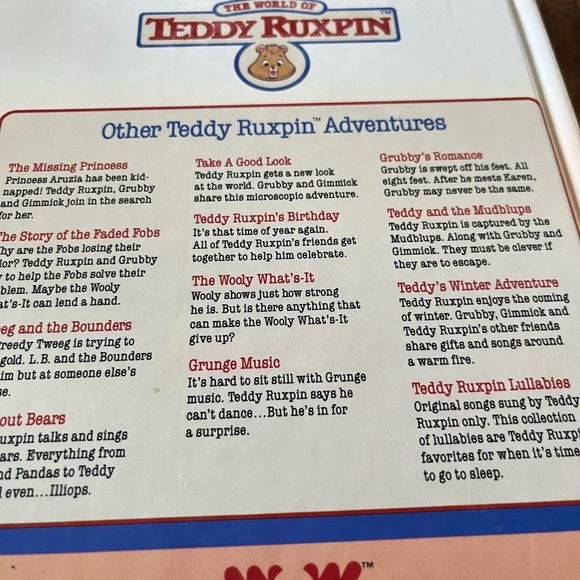 THE WORLD OF
TEDDY RUXPIN™
Other Teddy Ruxpin™ Adventures
The Missing Princess
Princess Aruzia has been kid-
napped! Teddy Ruxpin, Grubby
and Gimmick join in the search
for her.
The Story of the Faded Fobs
Why are the Fobs losing their
Teddy Ruxpin and Grubby
to help the Fobs solve their
Maybe the Wooly
can lend a hand.
and the Bounders
Tweeg is trying to
gold. L.B. and the Bounders
but at someone else's
Bears
talks and sings
Everything from
Pandas to Teddy
even...Illiops.
Take A Good Look
Teddy Ruxpin gets a new look
at the world. Grubby and Gimmick
share this microscopic adventure.
Teddy Ruxpin's Birthday
It's that time of year again.
All of Teddy Ruxpin's friends get
together to help him celebrate.
The Wooly What's-It
Wooly shows just how strong
he is. But is there anything that
can make the Wooly What's-It
give up?
Grunge Music
It's hard to sit still with Grunge
music. Teddy Ruxpin says he
can't dance...But he's in for
a surprise.
Grubby's Romance
Grubby is swept off his feet. All
eight feet. After he meets Karen,
Grubby may never be the same.
Teddy and the Mudblups
Teddy Ruxpin is captured by the
Mudblups. Along with Grubby and
Gimmick. They must be clever if
they are to escape.
Teddy's Winter Adventure
Teddy Ruxpin enjoys the coming
of winter. Grubby, Gimmick and
Teddy Ruxpin's other friends
share gifts and songs around
a warm fire.
Teddy Ruxpin Lullabies
Original songs sung by Teddy
Ruxpin only. This collection
of lullabies are Teddy Ruxpin
favorites for when it's time
to go to sleep.
™